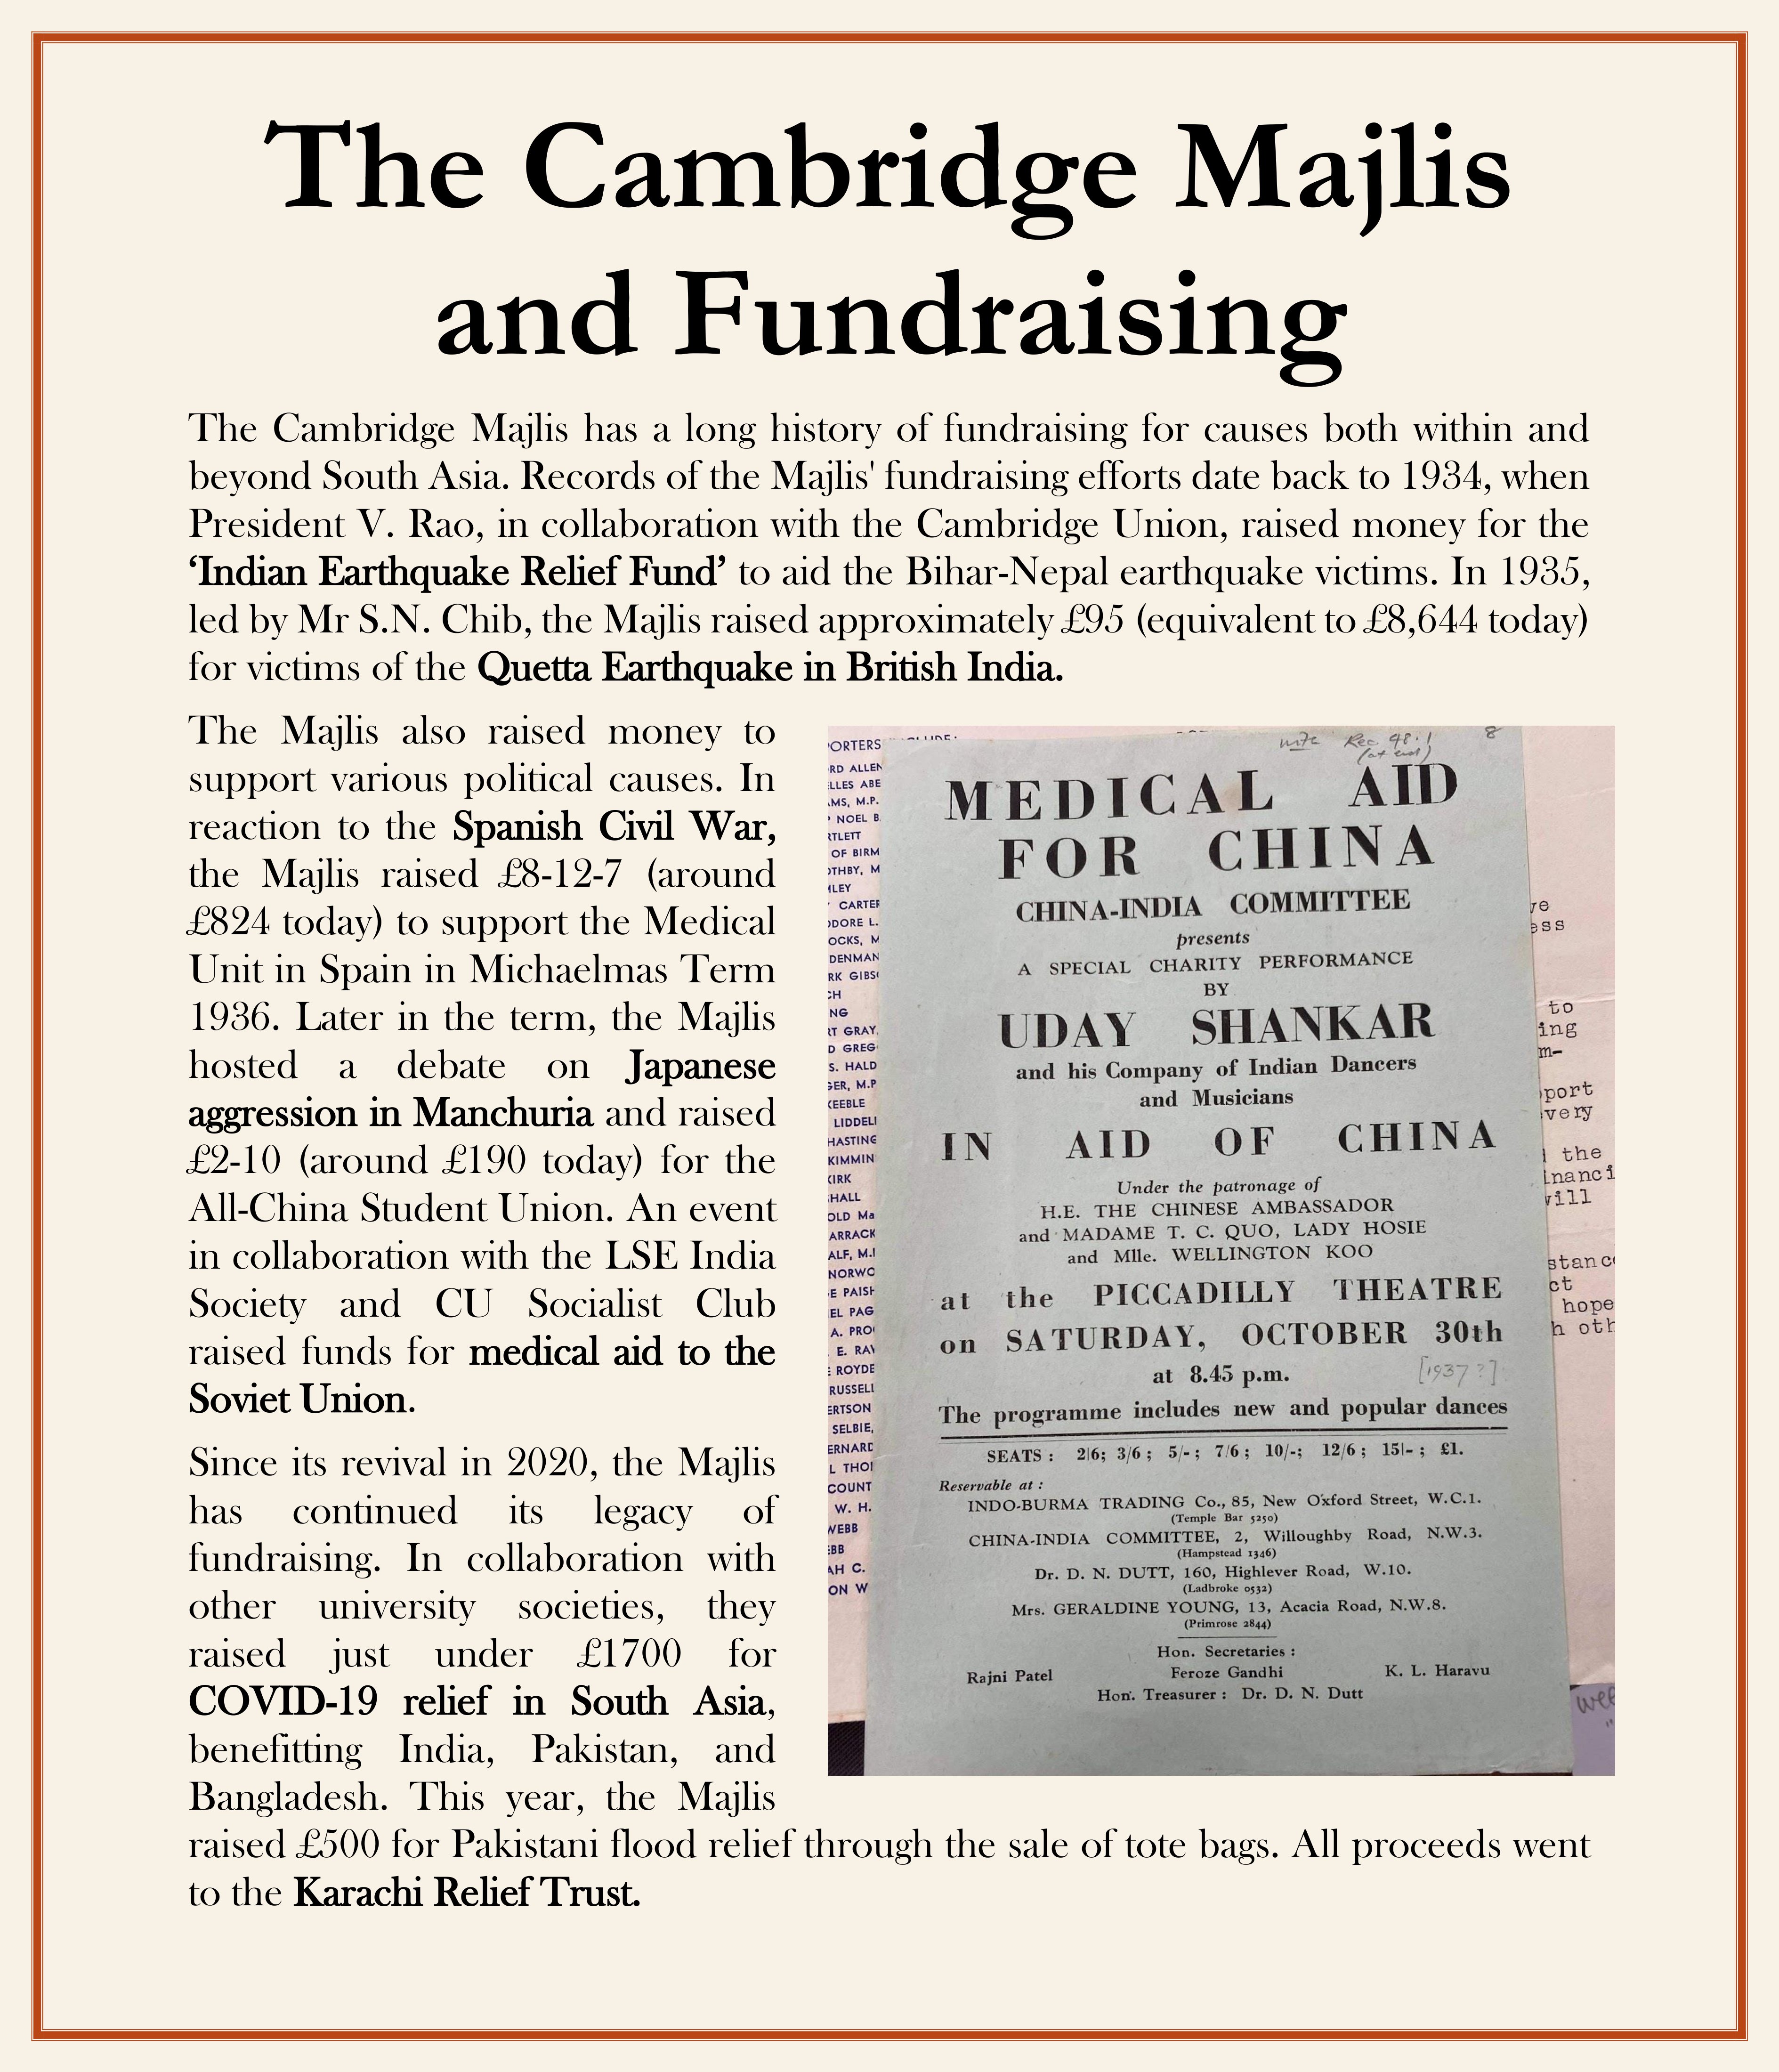 The Cambridge Majlis
and Fundraising
The Cambridge Majlis has a long history of fundraising for causes both within and
beyond South Asia. Records of the Majlis' fundraising efforts date back to 1934, when
President V. Rao, in collaboration with the Cambridge Union, raised money for the
‘Indian Earthquake Relief Fund’ to aid the Bihar-Nepal earthquake victims. In 1935,
led by Mr S.N. Chib, the Majlis raised approximately £95 (equivalent to £8,644 today)
for victims of the Quetta Earthquake in British India.
The Majlis also raised money to
support various political causes. In
reaction to the Spanish Civil War,
the Majlis raised £8-12-7 (around
£824 today) to support the Medical
Unit in Spain in Michaelmas Term
1936. Later in the term, the Majlis
hosted a debate on Japanese
aggression in Manchuria and raised
£2-10 (around £190 today) for the
All-China Student Union. An event
in collaboration with the LSE India
Society and CU Socialist Club
raised funds for medical aid to the
Soviet Union.
Since its revival in 2020, the Majlis
has continued its legacy of
fundraising. In collaboration with
other university societies, they
raised just under £1700 for
COVID-19 relief in South Asia,
benefitting India, Pakistan, and
Bangladesh. This year, the Majlis
raised £500 for Pakistani flood relief through the sale of tote bags. All proceeds went
to the Karachi Relief Trust.
Rec. 48.1 8
(at end)
MEDICAL AID
FOR CHINA
CHINA-INDIA COMMITTEE
presents
A SPECIAL CHARITY PERFORMANCE
BY
UDAY SHANKAR
and his Company of Indian Dancers
and Musicians
IN AID OF CHINA
Under the patronage of
H.E. THE CHINESE AMBASSADOR
and MADAME T. C. QUO, LADY HOSIE
and Mlle. WELLINGTON KOO
at the PICCADILLY THEATRE
on SATURDAY, OCTOBER 30th
at 8.45 p.m. [1937?]
The programme includes new and popular dances
SEATS : 2/6; 3/6 ; 5/- ; 7/6 ; 10/-; 12/6 ; 15/- ; £1.
Reservable at :
INDO-BURMA TRADING Co., 85, New Oxford Street, W.C.1.
(Temple Bar 5250)
CHINA-INDIA COMMITTEE, 2, Willoughby Road, N.W.3.
(Hampstead 1346)
Dr. D. N. DUTT, 160, Highlever Road, W.10.
(Ladbroke 0532)
Mrs. GERALDINE YOUNG, 13, Acacia Road, N.W.8.
(Primrose 2844)
Hon. Secretaries :
Rajni Patel Feroze Gandhi K. L. Haravu
Hon. Treasurer : Dr. D. N. Dutt